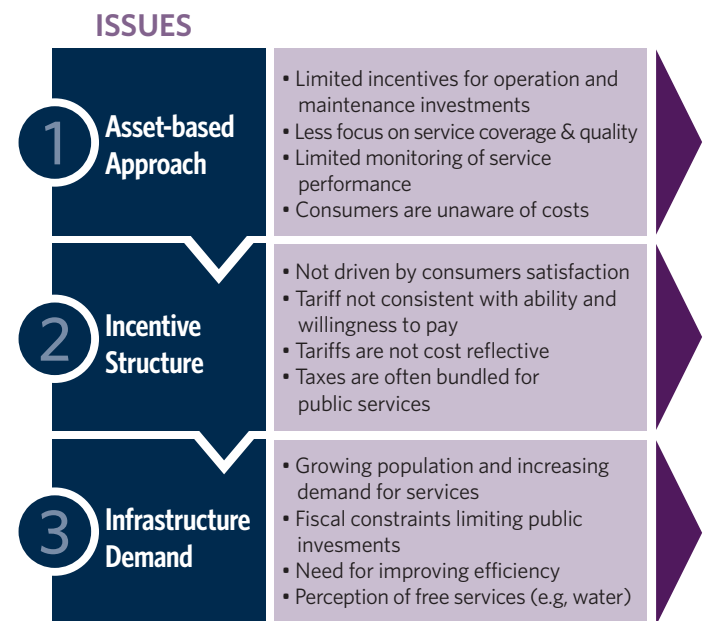 ISSUES
1
Asset-based
Approach
• Limited incentives for operation and
maintenance investments
• Less focus on service coverage & quality
• Limited monitoring of service
performance
• Consumers are unaware of costs
2
Incentive
Structure
• Not driven by consumers satisfaction
• Tariff not consistent with ability and
willingness to pay
• Tariffs are not cost reflective
• Taxes are often bundled for
public services
3
Infrastructure
Demand
• Growing population and increasing
demand for services
• Fiscal constraints limiting public
invesments
• Need for improving efficiency
• Perception of free services (e.g, water)